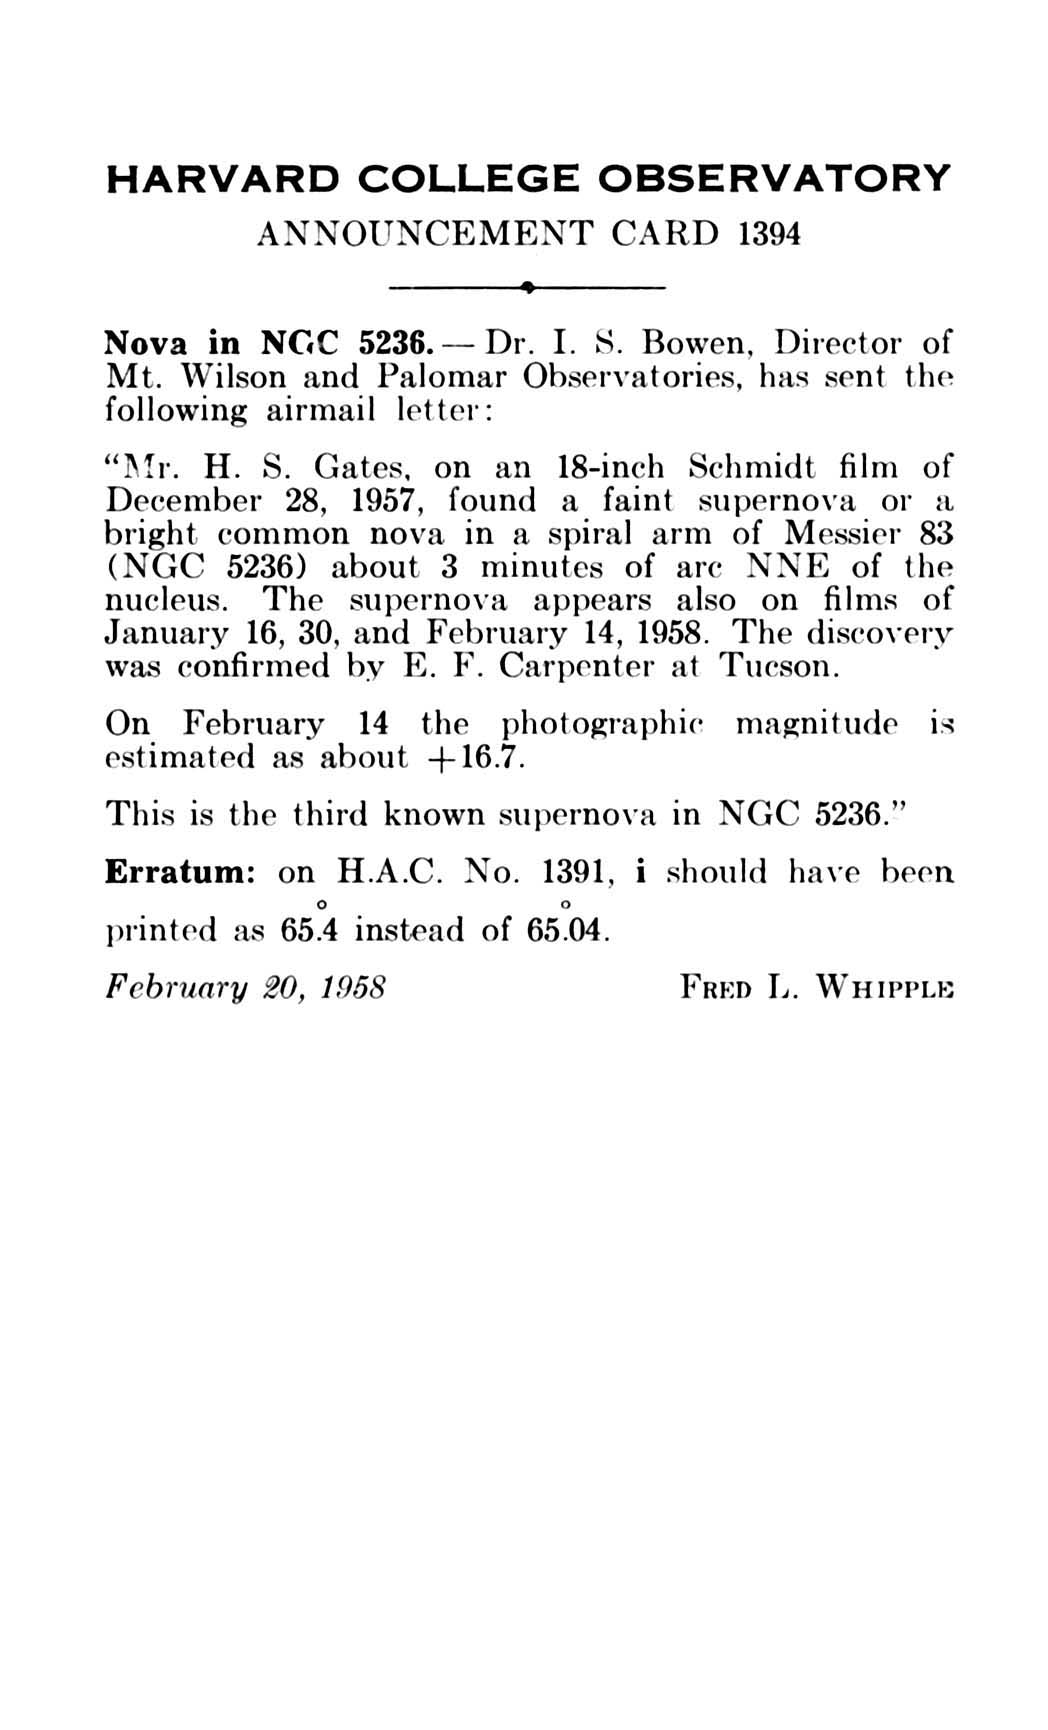 HARVARD COLLEGE OBSERVATORY
ANNOUNCEMENT CARD 1394
Nova in NGC 5236. — Dr. I. S. Bowen, Director of
Mt. Wilson and Palomar Observatories, has sent the
following airmail letter:
“Mr. H. S. Gates, on an 18-inch Schmidt film of
December 28, 1957, found a faint supernova or a
bright common nova in a spiral arm of Messier 83
(NGC 5236) about 3 minutes of arc NNE of the
nucleus. The supernova appears also on films of
January 16, 30, and February 14, 1958. The discovery
was confirmed by E. F. Carpenter at Tucson.
On February 14 the photographic magnitude is
estimated as about +16.7.
This is the third known supernova in NGC 5236.”
Erratum: on H.A.C. No. 1391, i should have been
printed as 65°.4 instead of 65°.04.
February 20, 1958 FRED L. WHIPPLE